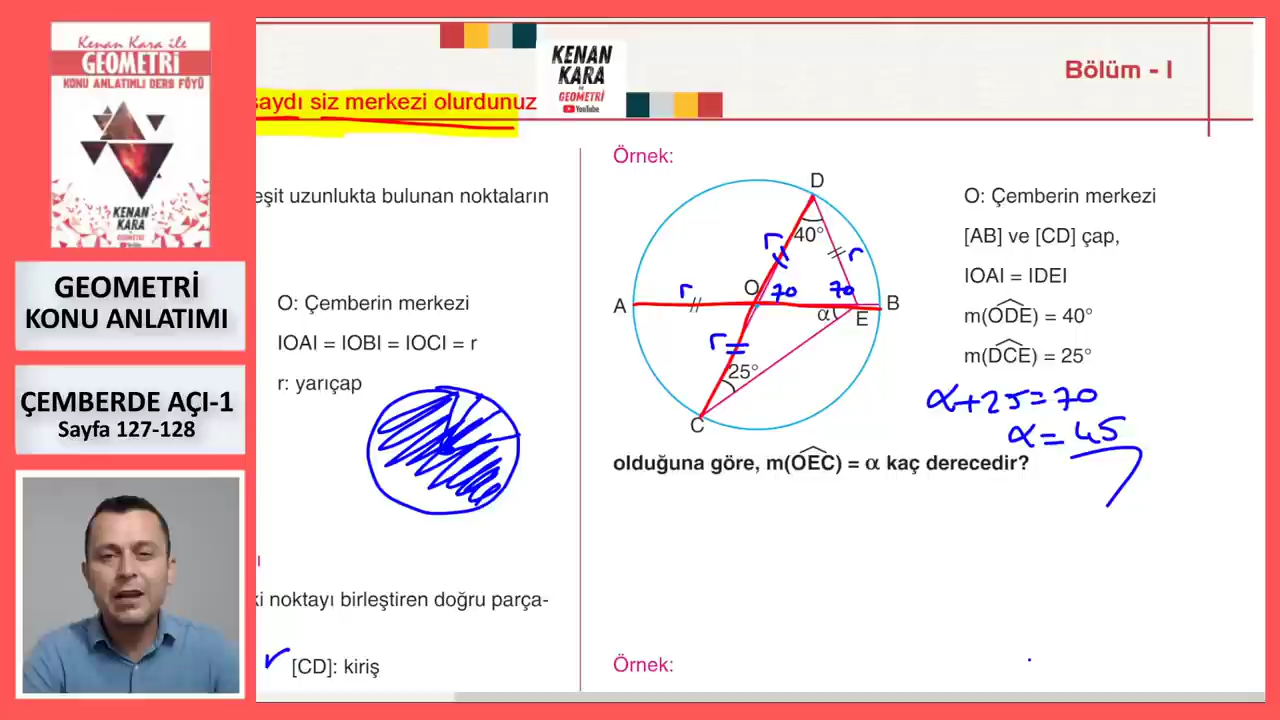 Kenan Kara ile
GEOMETRİ
KONU ANLATIMLI DERS FÖYÜ
KENAN
KARA
GEOMETRİ
KONU ANLATIMI
ÇEMBERDE AÇI-1
Sayfa 127-128
KENAN
KARA
ile
GEOMETRİ
YouTube
Bölüm - I
saydı siz merkezi olurdunuz
eşit uzunlukta bulunan noktaların
O: Çemberin merkezi
IOAI = IOBI = IOCI = r
r: yarıçap
ki noktayı birleştiren doğru parça-
r [CD]: kiriş
Örnek:
D
40°
r
r
A
r
O
70
70
B
α
E
r
25°
C
O: Çemberin merkezi
[AB] ve [CD] çap,
IOAI = IDEI
m(ODE) = 40°
m(DCE) = 25°
α+25=70
α=45
olduğuna göre, m(OEC) = α kaç derecedir?
Örnek: